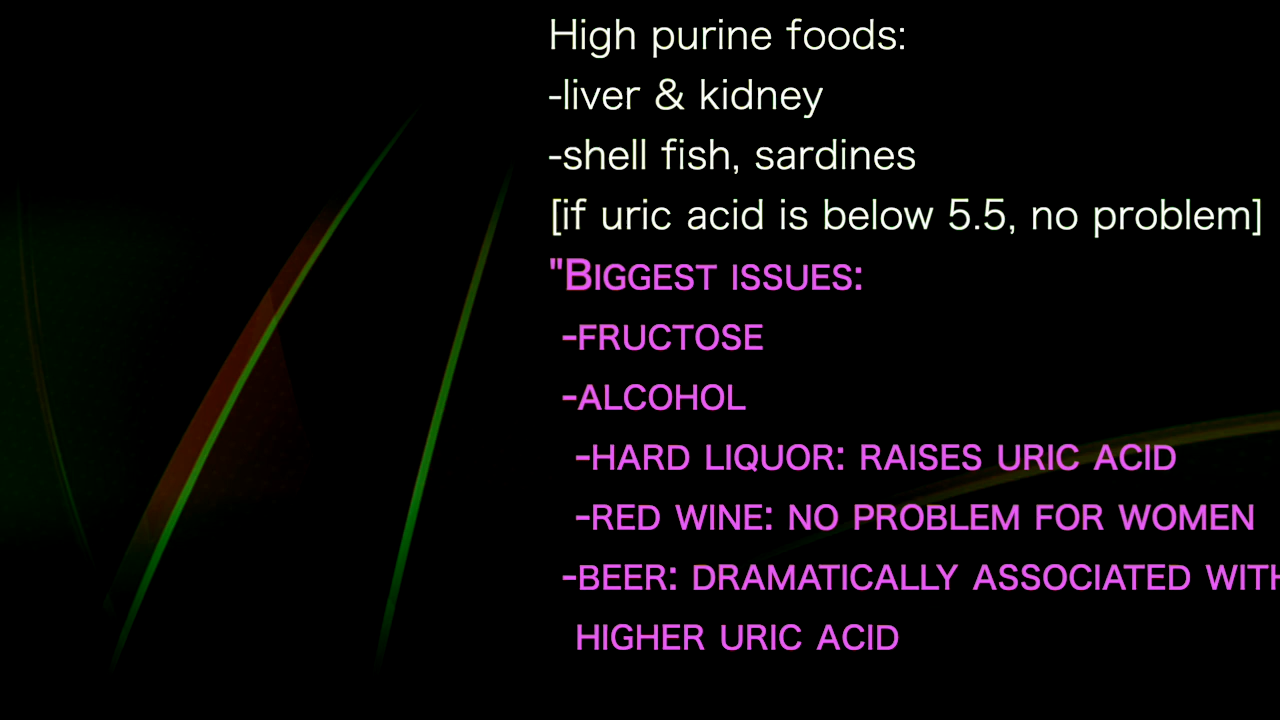 High purine foods:
-liver & kidney
-shell fish, sardines
[if uric acid is below 5.5, no problem]
"Biggest issues:
-fructose
-alcohol
-hard liquor: raises uric acid
-red wine: no problem for women
-beer: dramatically associated with
higher uric acid